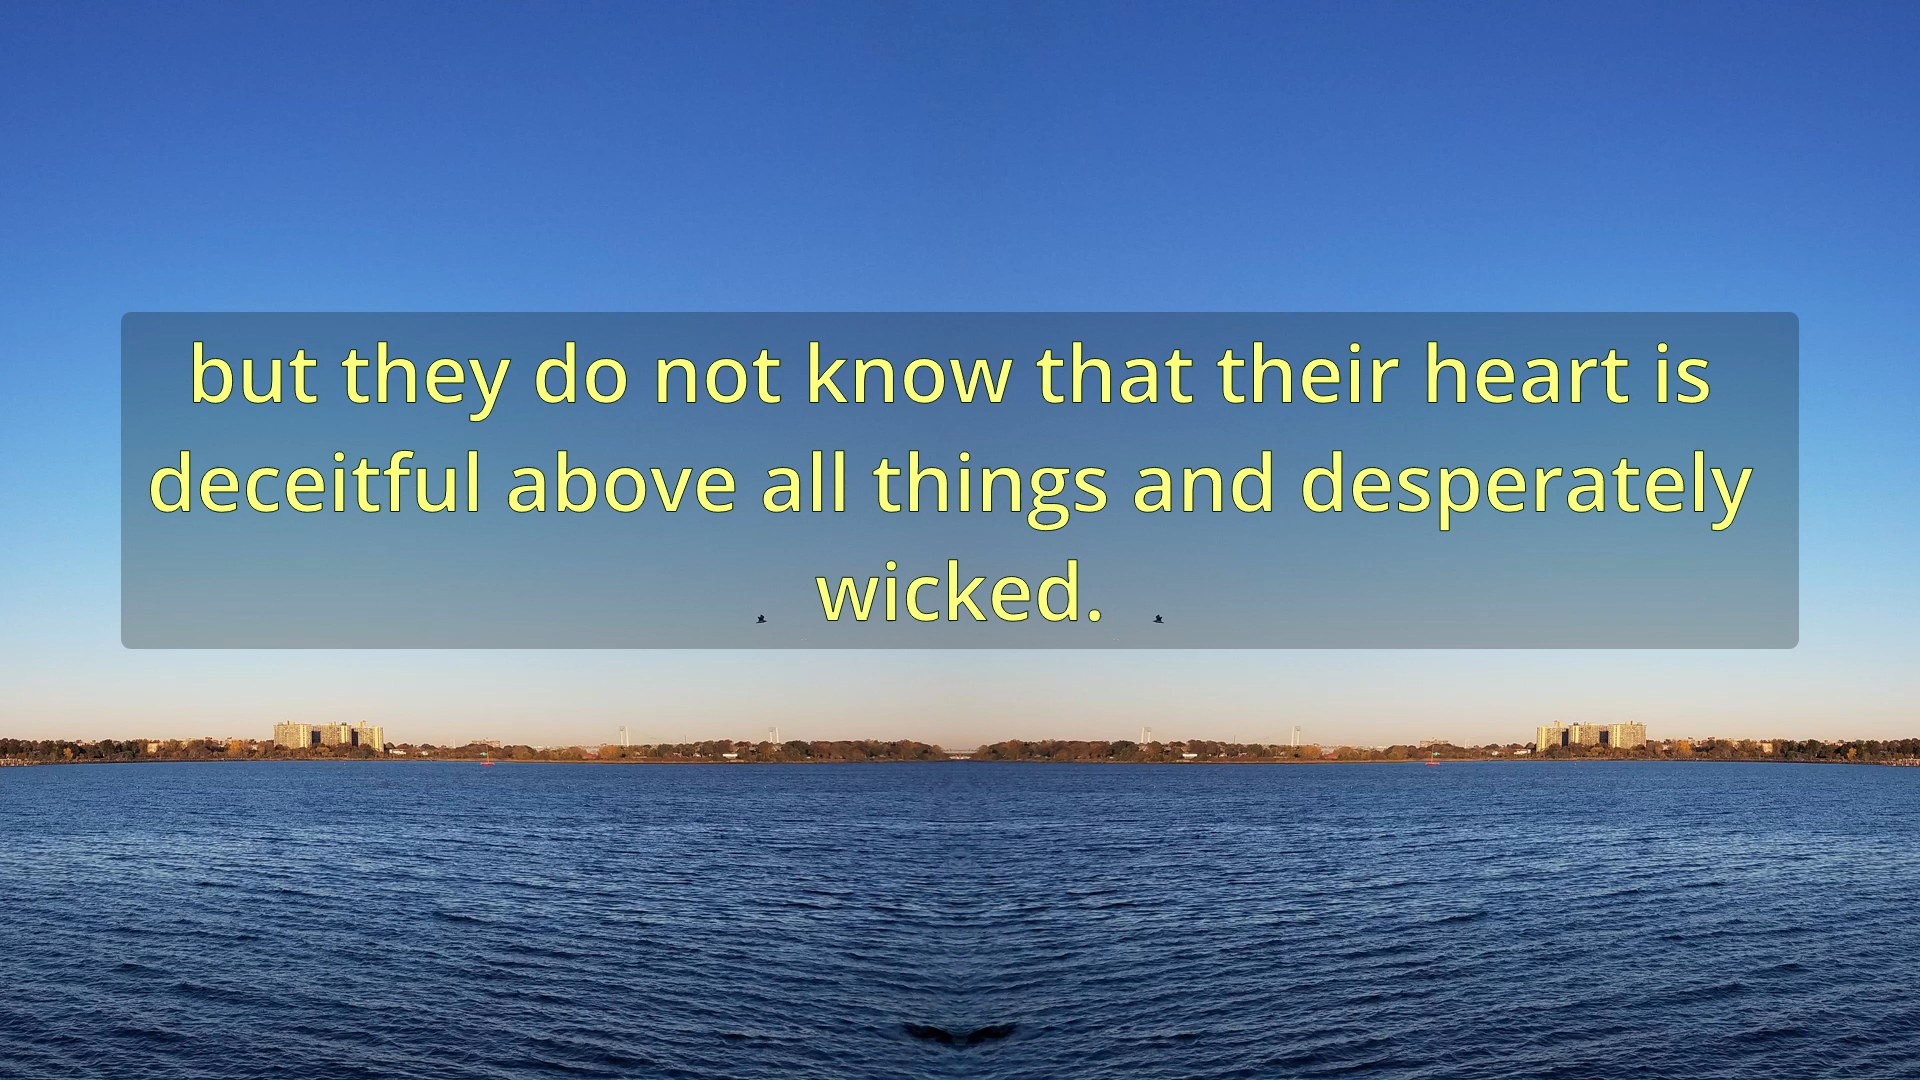 but they do not know that their heart is
deceitful above all things and desperately
wicked.